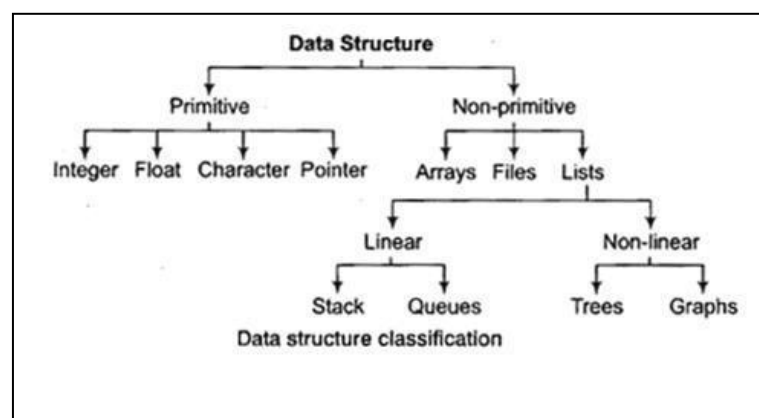 Data Structure
Primitive Non-primitive
Integer Float Character Pointer Arrays Files Lists
Linear Non-linear
Stack Queues Trees Graphs
Data structure classification